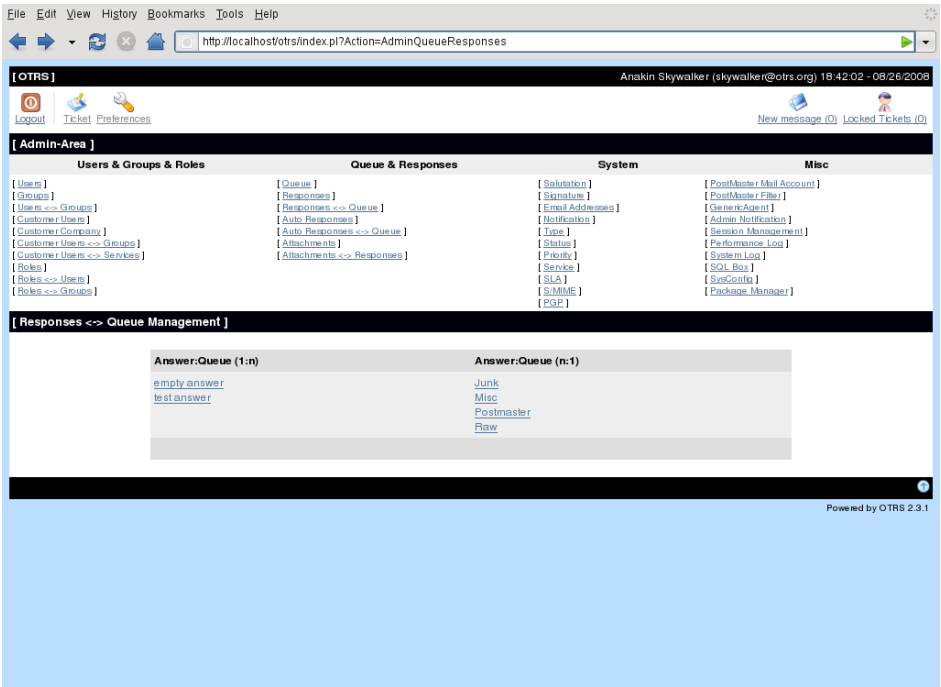 File Edit View History Bookmarks Tools Help
http://localhost/otrs/index.pl?Action=AdminQueueResponses
[ OTRS ] Anakin Skywalker (skywalker@otrs.org) 18:42:02 - 08/26/2008
Logout Ticket Preferences New message (0) Locked Tickets (0)
[ Admin-Area ]
Users & Groups & Roles Queue & Responses System Misc
[ Users ] [ Queue ] [ Salutation ] [ PostMaster Mail Account ]
[ Groups ] [ Responses ] [ Signature ] [ PostMaster Filter ]
[ Users <-> Groups ] [ Responses <-> Queue ] [ Email Addresses ] [ GenericAgent ]
[ Customer Users ] [ Auto Responses ] [ Notification ] [ Admin Notification ]
[ Customer Company ] [ Auto Responses <-> Queue ] [ Type ] [ Session Management ]
[ Customer Users <-> Groups ] [ Attachments ] [ Status ] [ Performance Log ]
[ Customer Users <-> Services ] [ Attachments <-> Responses ] [ Priority ] [ System Log ]
[ Roles ] [ Service ] [ SQL Box ]
[ Roles <-> Users ] [ SLA ] [ SysConfig ]
[ Roles <-> Groups ] [ S/MIME ] [ Package Manager ]
[ PGP ]
[ Responses <-> Queue Management ]
Answer:Queue (1:n) Answer:Queue (n:1)
empty answer Junk
test answer Misc
Postmaster
Raw
Powered by OTRS 2.3.1